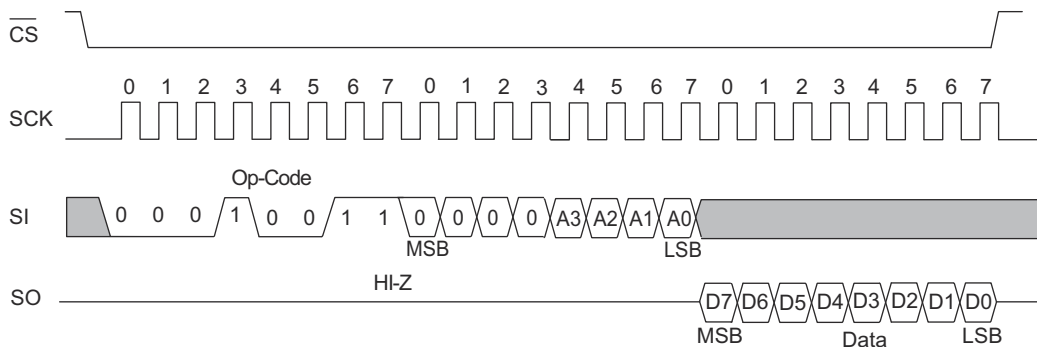 CS
0 1 2 3 4 5 6 7 0 1 2 3 4 5 6 7 0 1 2 3 4 5 6 7
SCK
Op-Code
SI 0 0 0 1 0 0 1 1 0 0 0 0 A3 A2 A1 A0
MSB LSB
HI-Z
SO D7 D6 D5 D4 D3 D2 D1 D0
MSB Data LSB